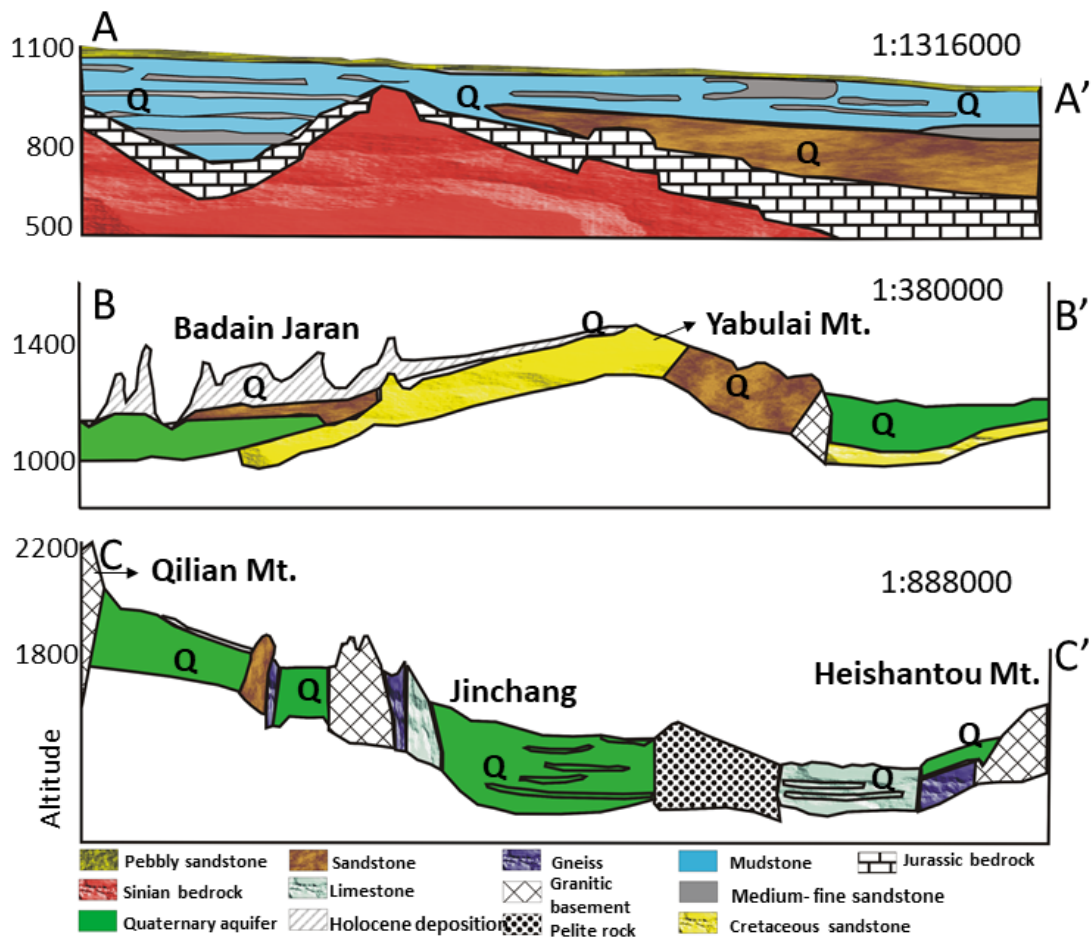 A
1100
1:1316000
A’
Q
Q
Q
Q
800
500
B
1:380000
B’
Badain Jaran
Q
Yabulai Mt.
1400
Q
Q
Q
1000
2200
C
Qilian Mt.
1:888000
1800
Q
Q
Jinchang
Heishantou Mt.
C’
Q
Q
Q
Altitude
Pebbly sandstone
Sandstone
Gneiss
Mudstone
Jurassic bedrock
Sinian bedrock
Limestone
Granitic
basement
Medium- fine sandstone
Quaternary aquifer
Holocene deposition
Pelite rock
Cretaceous sandstone